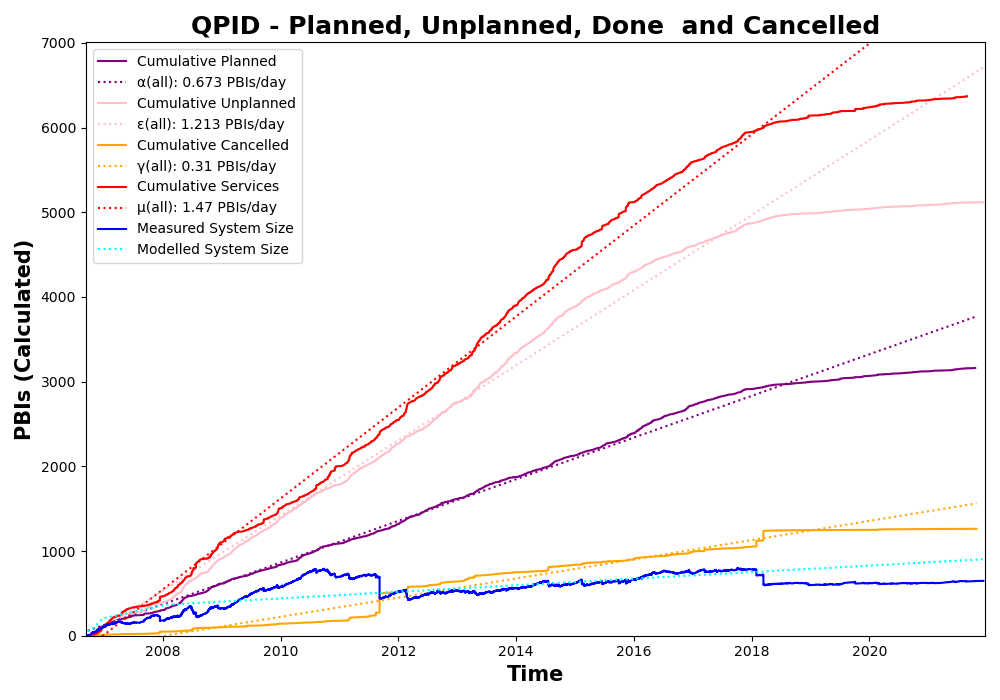 QPID - Planned, Unplanned, Done  and Cancelled
7000
6000
5000
4000
3000
2000
1000
0
PBIs (Calculated)
Cumulative Planned
α(all): 0.673 PBIs/day
Cumulative Unplanned
ε(all): 1.213 PBIs/day
Cumulative Cancelled
γ(all): 0.31 PBIs/day
Cumulative Services
μ(all): 1.47 PBIs/day
Measured System Size
Modelled System Size
2008 2010 2012 2014 2016 2018 2020
Time